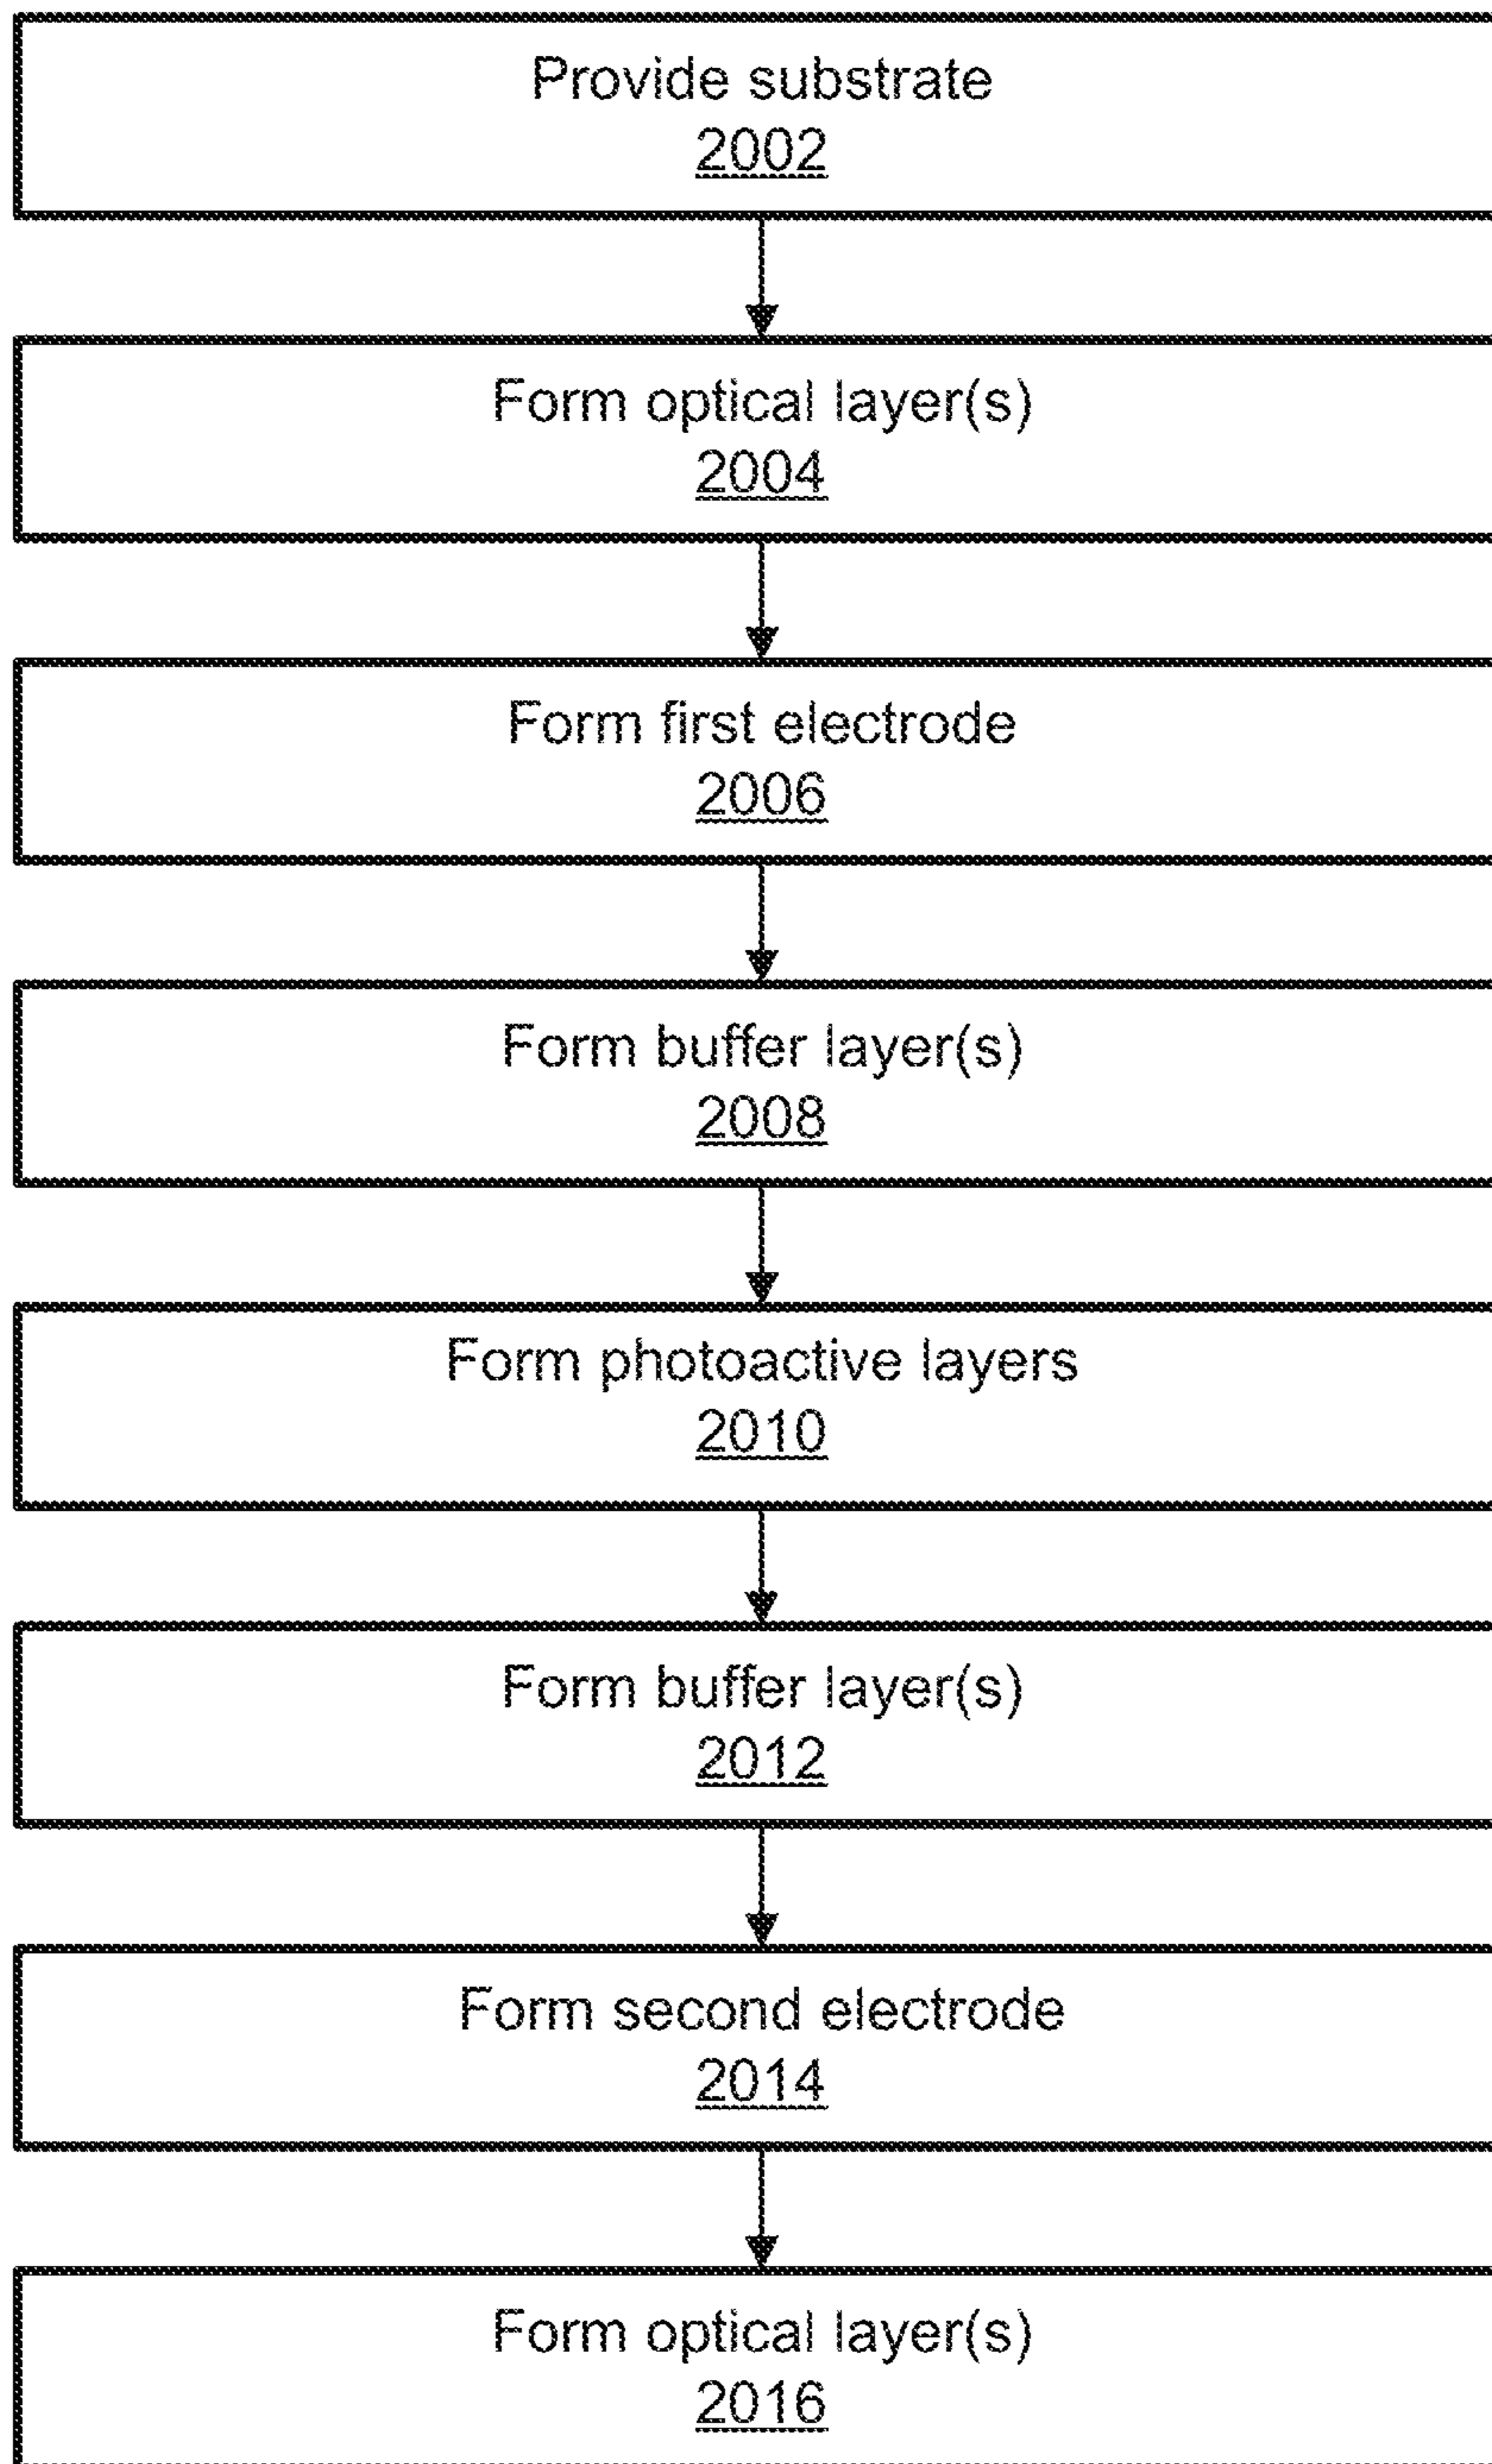 Provide substrate
2002
Form optical layer(s)
2004
Form first electrode
2006
Form buffer layer(s)
2008
Form photoactive layers
2010
Form buffer layer(s)
2012
Form second electrode
2014
Form optical layer(s)
2016